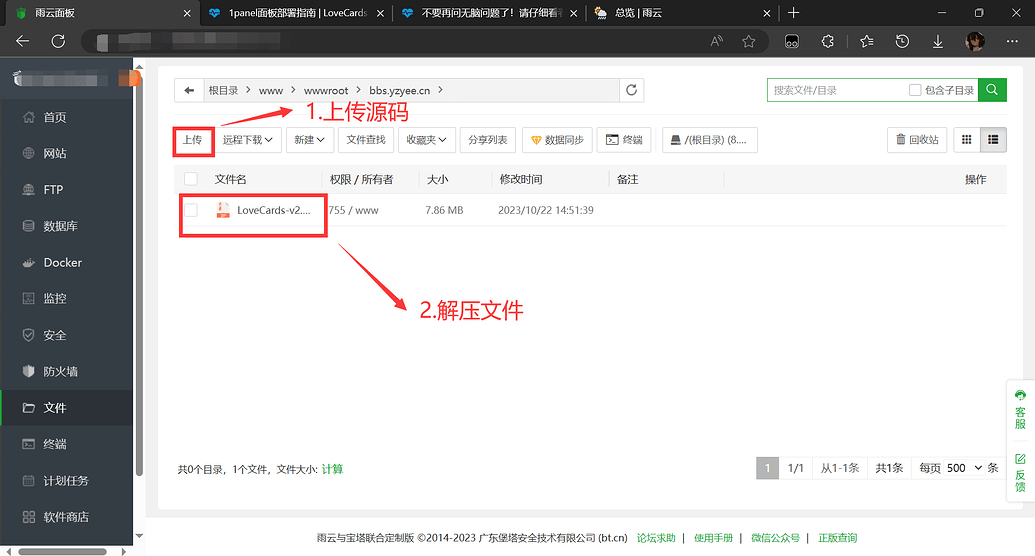 雨云面板
1panel面板部署指南 | LoveCards
不要再问无脑问题了！请仔细看
总览 | 雨云
首页
网站
FTP
数据库
Docker
监控
安全
防火墙
文件
终端
计划任务
软件商店
根目录 > www > wwwroot > bbs.yzyee.cn >
搜索文件/目录 包含子目录
1.上传源码
上传 远程下载 新建 文件查找 收藏夹 分享列表 数据同步 终端 /(根目录) (8.... 回收站
文件名 权限 / 所有者 大小 修改时间 备注 操作
LoveCards-v2.... 755 / www 7.86 MB 2023/10/22 14:51:39
2.解压文件
客服
反馈
共0个目录，1个文件，文件大小: 计算
1 1/1 从1-1条 共1条 每页 500 条
雨云与宝塔联合定制版 ©2014-2023 广东堡塔安全技术有限公司 (bt.cn) 论坛求助 | 使用手册 | 微信公众号 | 正版查询